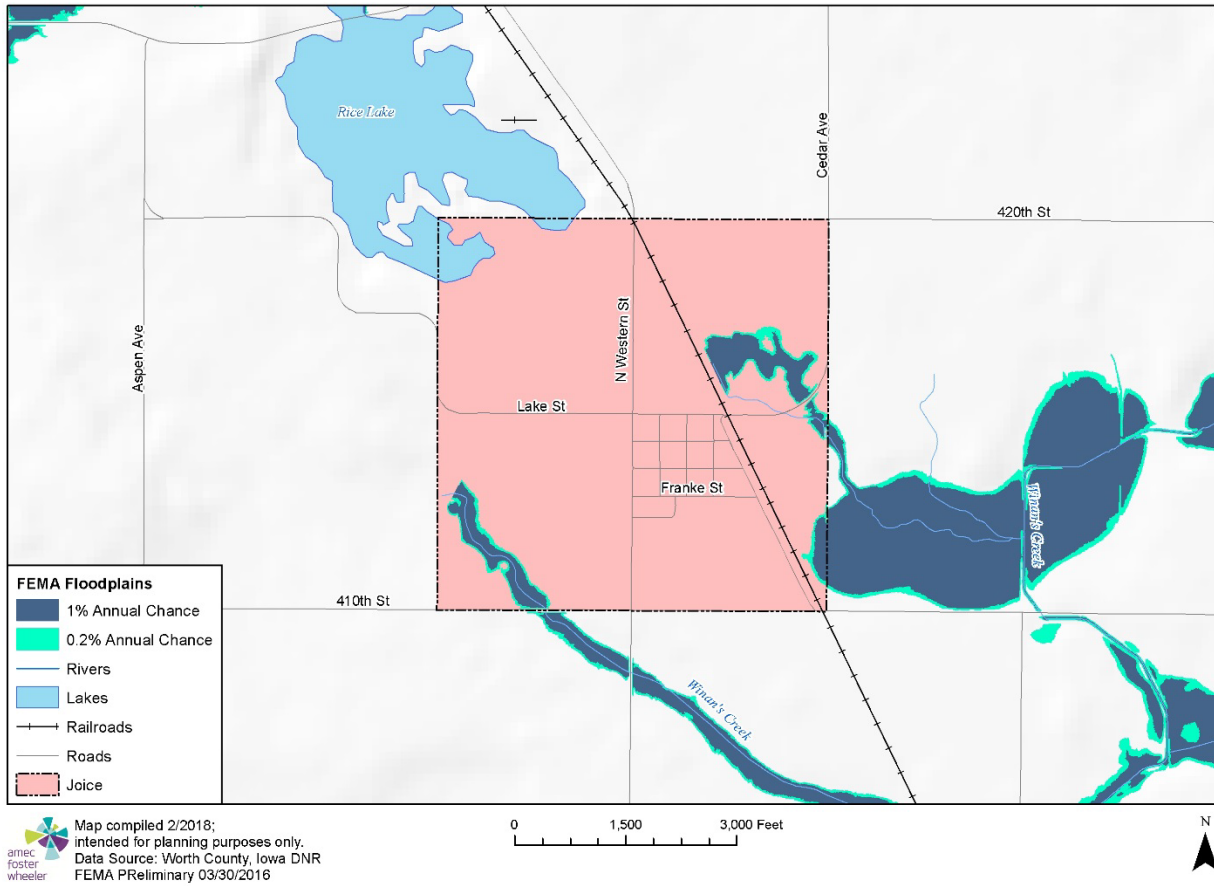 Rice Lake
Cedar Ave
420th St
Aspen Ave
N Western St
Lake St
Franke St
Winan's Creek
410th St
Winan's Creek
FEMA Floodplains
1% Annual Chance
0.2% Annual Chance
Rivers
Lakes
Railroads
Roads
Joice
amec
foster
wheeler
Map compiled 2/2018;
intended for planning purposes only.
Data Source: Worth County, Iowa DNR
FEMA PReliminary 03/30/2016
0 1,500 3,000 Feet
N